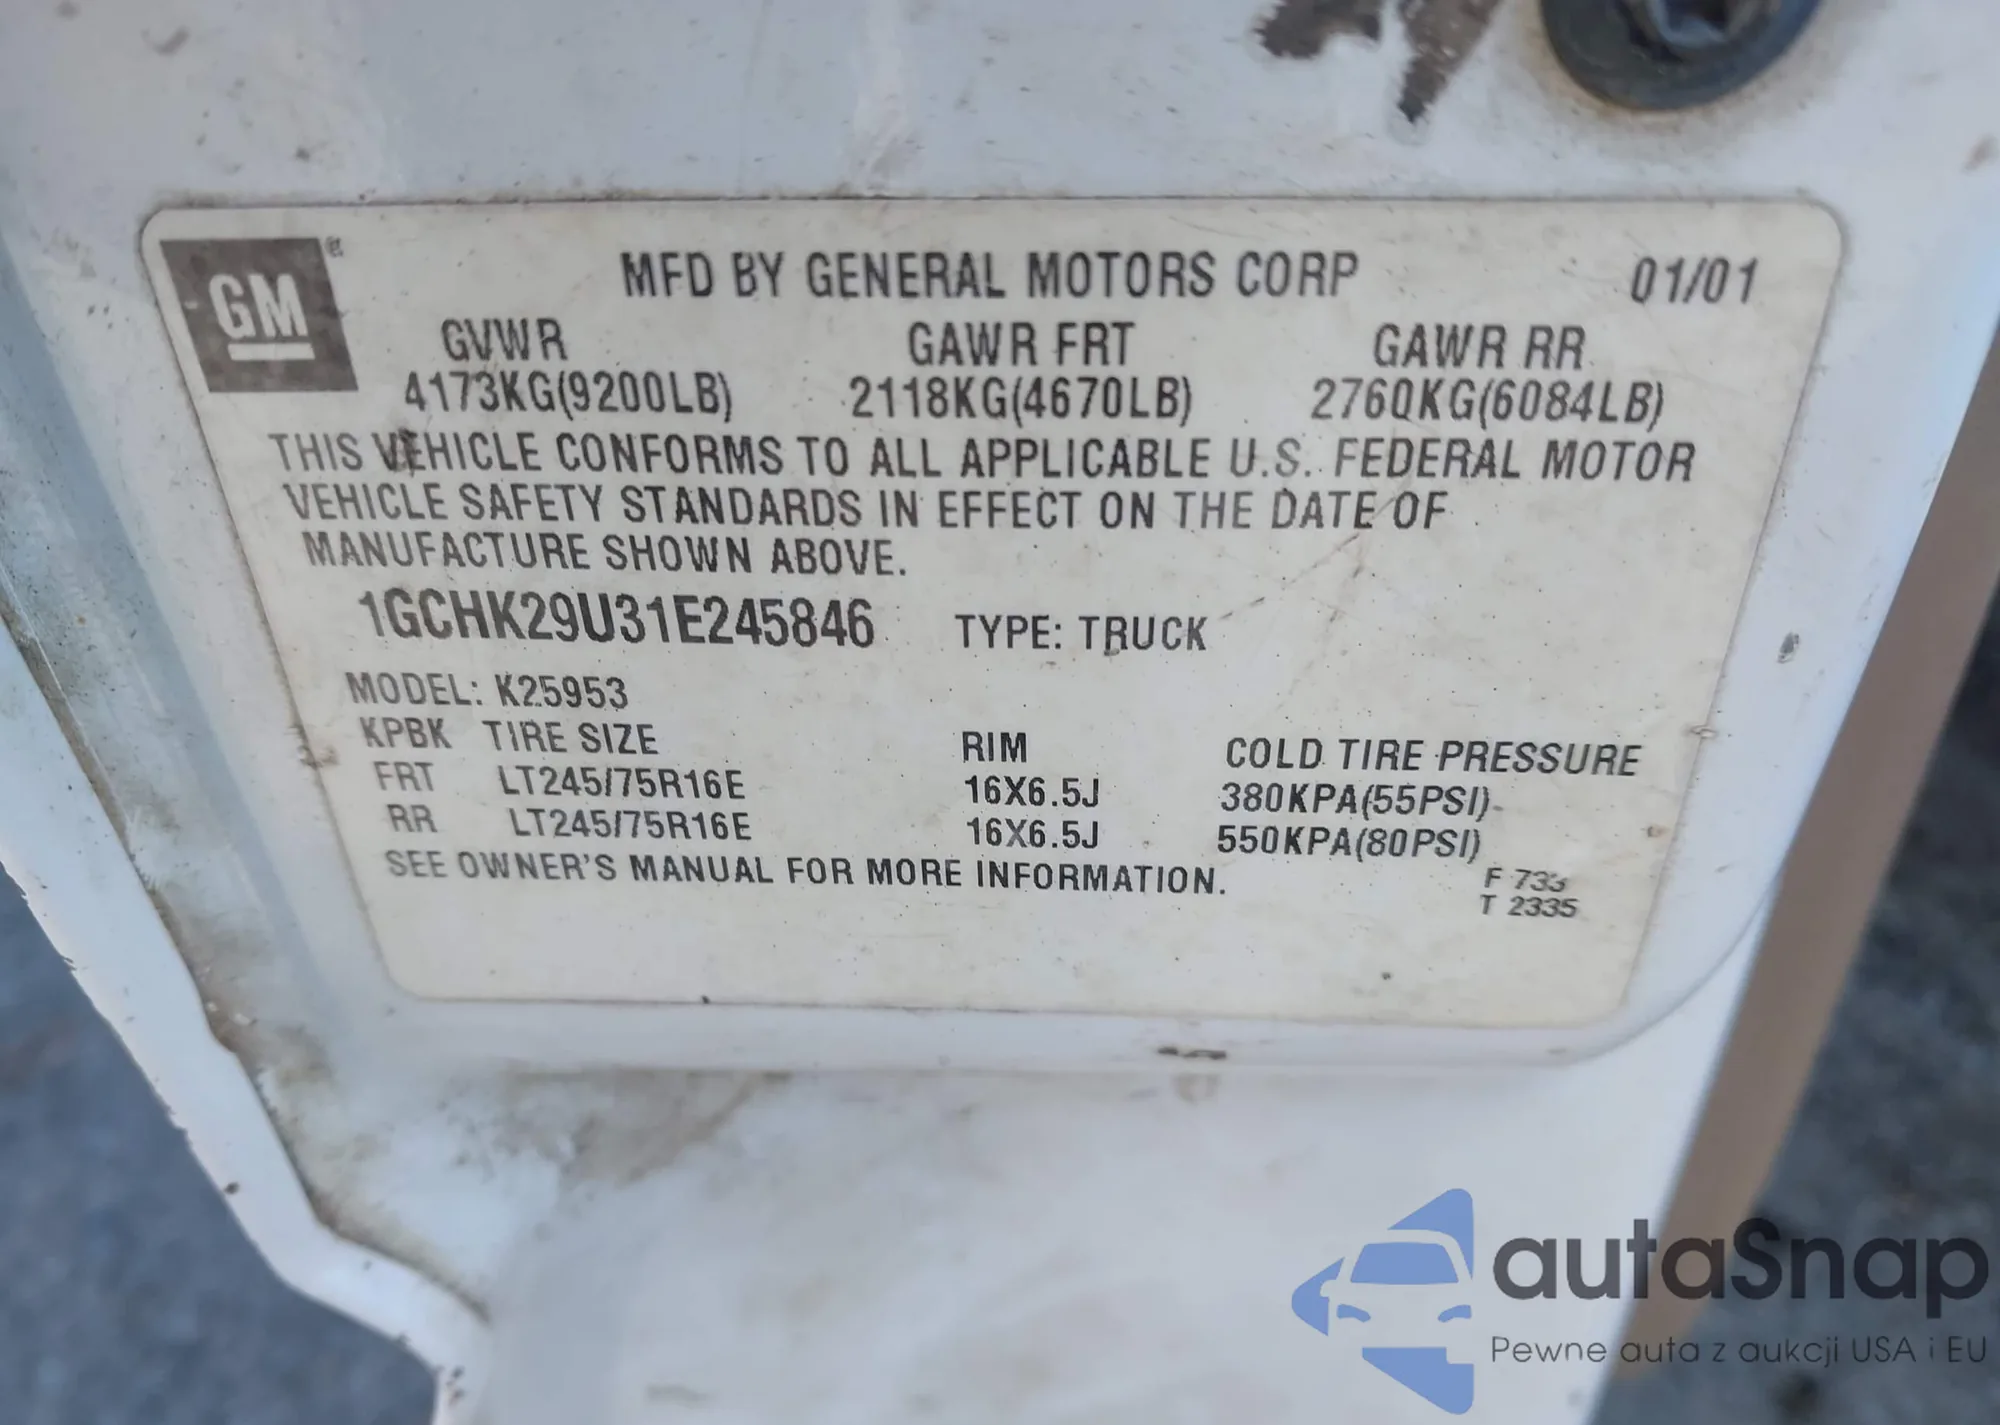 GM ®
MFD BY GENERAL MOTORS CORP 01/01
GVWR GAWR FRT GAWR RR
4173KG(9200LB) 2118KG(4670LB) 2760KG(6084LB)
THIS VEHICLE CONFORMS TO ALL APPLICABLE U.S. FEDERAL MOTOR
VEHICLE SAFETY STANDARDS IN EFFECT ON THE DATE OF
MANUFACTURE SHOWN ABOVE.
1GCHK29U31E245846 TYPE: TRUCK
MODEL: K25953
KPBK TIRE SIZE RIM COLD TIRE PRESSURE
FRT LT245/75R16E 16X6.5J 380KPA(55PSI)
RR LT245/75R16E 16X6.5J 550KPA(80PSI)
SEE OWNER'S MANUAL FOR MORE INFORMATION.
F 733
T 2335
autaSnap
Pewne auta z aukcji USA i EU